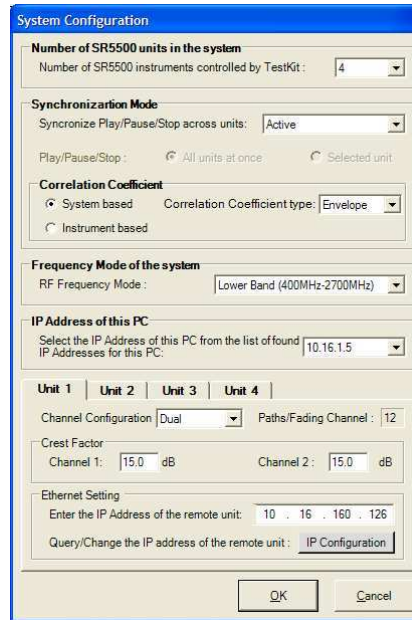 System Configuration
Number of SR5500 units in the system
Number of SR5500 instruments controlled by TestKit : 4
Synchronizartion Mode
Syncronize Play/Pause/Stop across units: Active
Play/Pause/Stop : All units at once Selected unit
Correlation Coefficient
System based Correlation Coefficient type: Envelope
Instrument based
Frequency Mode of the system
RF Frequency Mode : Lower Band (400MHz-2700MHz)
IP Address of this PC
Select the IP Address of this PC from the list of found
IP Addresses for this PC: 10.16.1.5
Unit 1 Unit 2 Unit 3 Unit 4
Channel Configuration Dual Paths/Fading Channel : 12
Crest Factor
Channel 1: 15.0 dB Channel 2 : 15.0 dB
Ethernet Setting
Enter the IP Address of the remote unit: 10 . 16 . 160 . 126
Query/Change the IP address of the remote unit : IP Configuration
OK Cancel